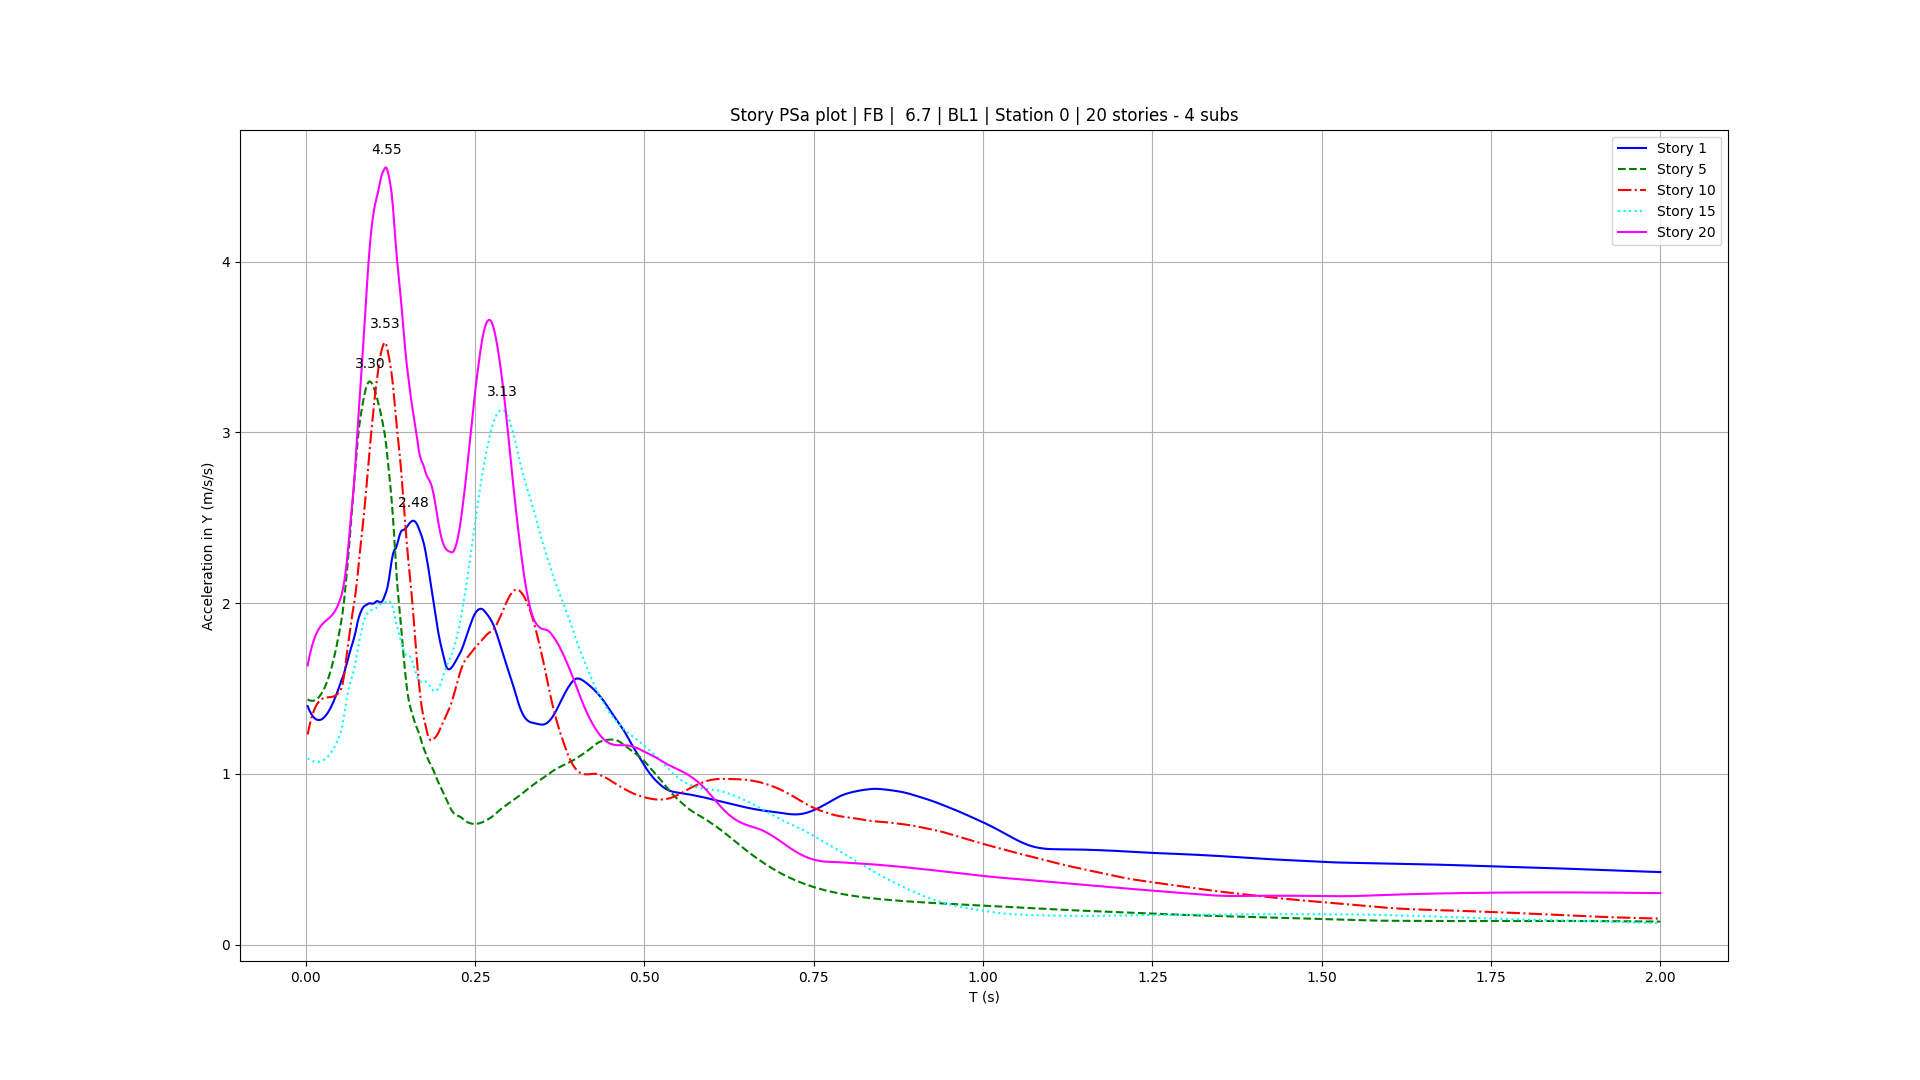 Story PSa plot | FB |  6.7 | BL1 | Station 0 | 20 stories - 4 subs
Story 1
Story 5
Story 10
Story 15
Story 20
4.55
3.53
3.30
3.13
2.48
Acceleration in Y (m/s/s)
4
3
2
1
0
0.00 0.25 0.50 0.75 1.00 1.25 1.50 1.75 2.00
T (s)